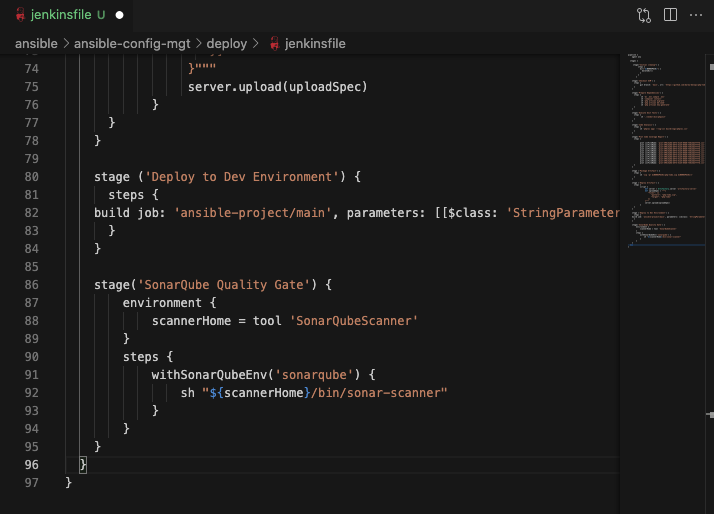 jenkinsfile U
ansible > ansible-config-mgt > deploy > jenkinsfile
74 }"""
75 server.upload(uploadSpec)
76 }
77 }
78 }
79
80 stage ('Deploy to Dev Environment') {
81 steps {
82 build job: 'ansible-project/main', parameters: [[$class: 'StringParameter
83 }
84 }
85
86 stage('SonarQube Quality Gate') {
87 environment {
88 scannerHome = tool 'SonarQubeScanner'
89 }
90 steps {
91 withSonarQubeEnv('sonarqube') {
92 sh "${scannerHome}/bin/sonar-scanner"
93 }
94 }
95 }
96 }
97 }